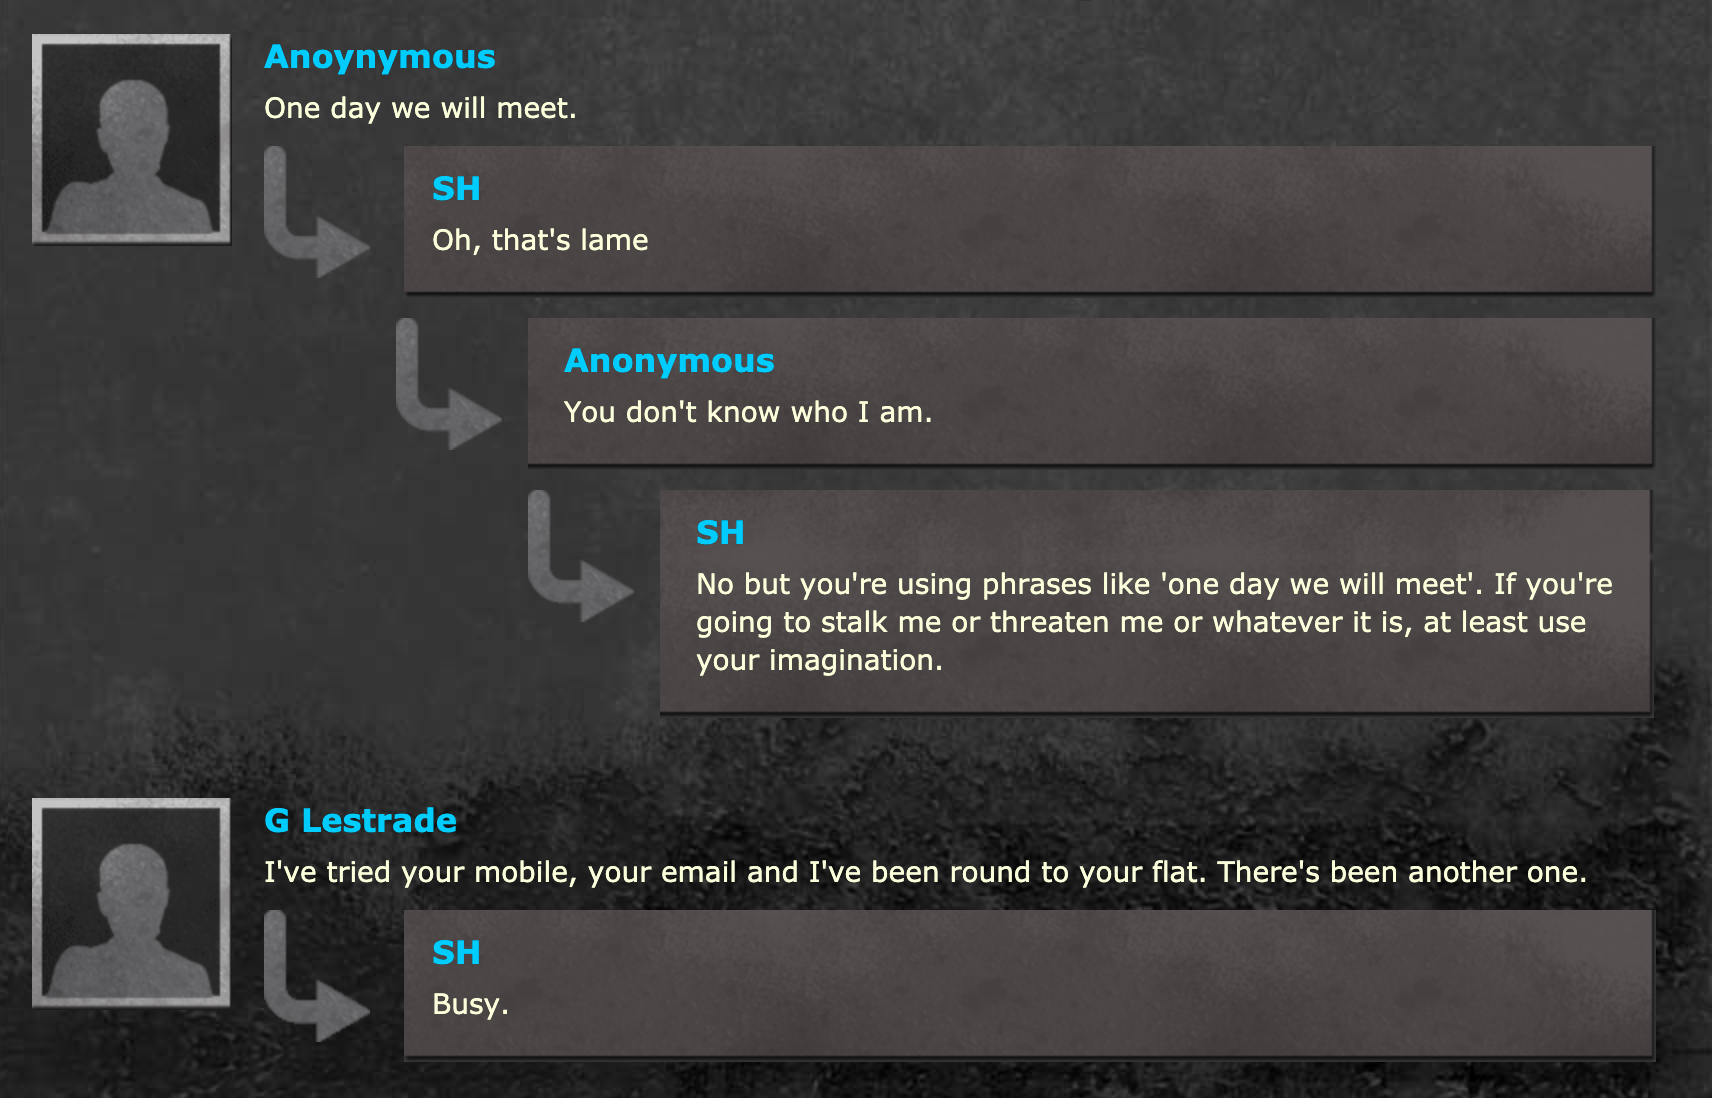 Anoynymous
One day we will meet.
SH
Oh, that's lame
Anonymous
You don't know who I am.
SH
No but you're using phrases like 'one day we will meet'. If you're
going to stalk me or threaten me or whatever it is, at least use
your imagination.
G Lestrade
I've tried your mobile, your email and I've been round to your flat. There's been another one.
SH
Busy.